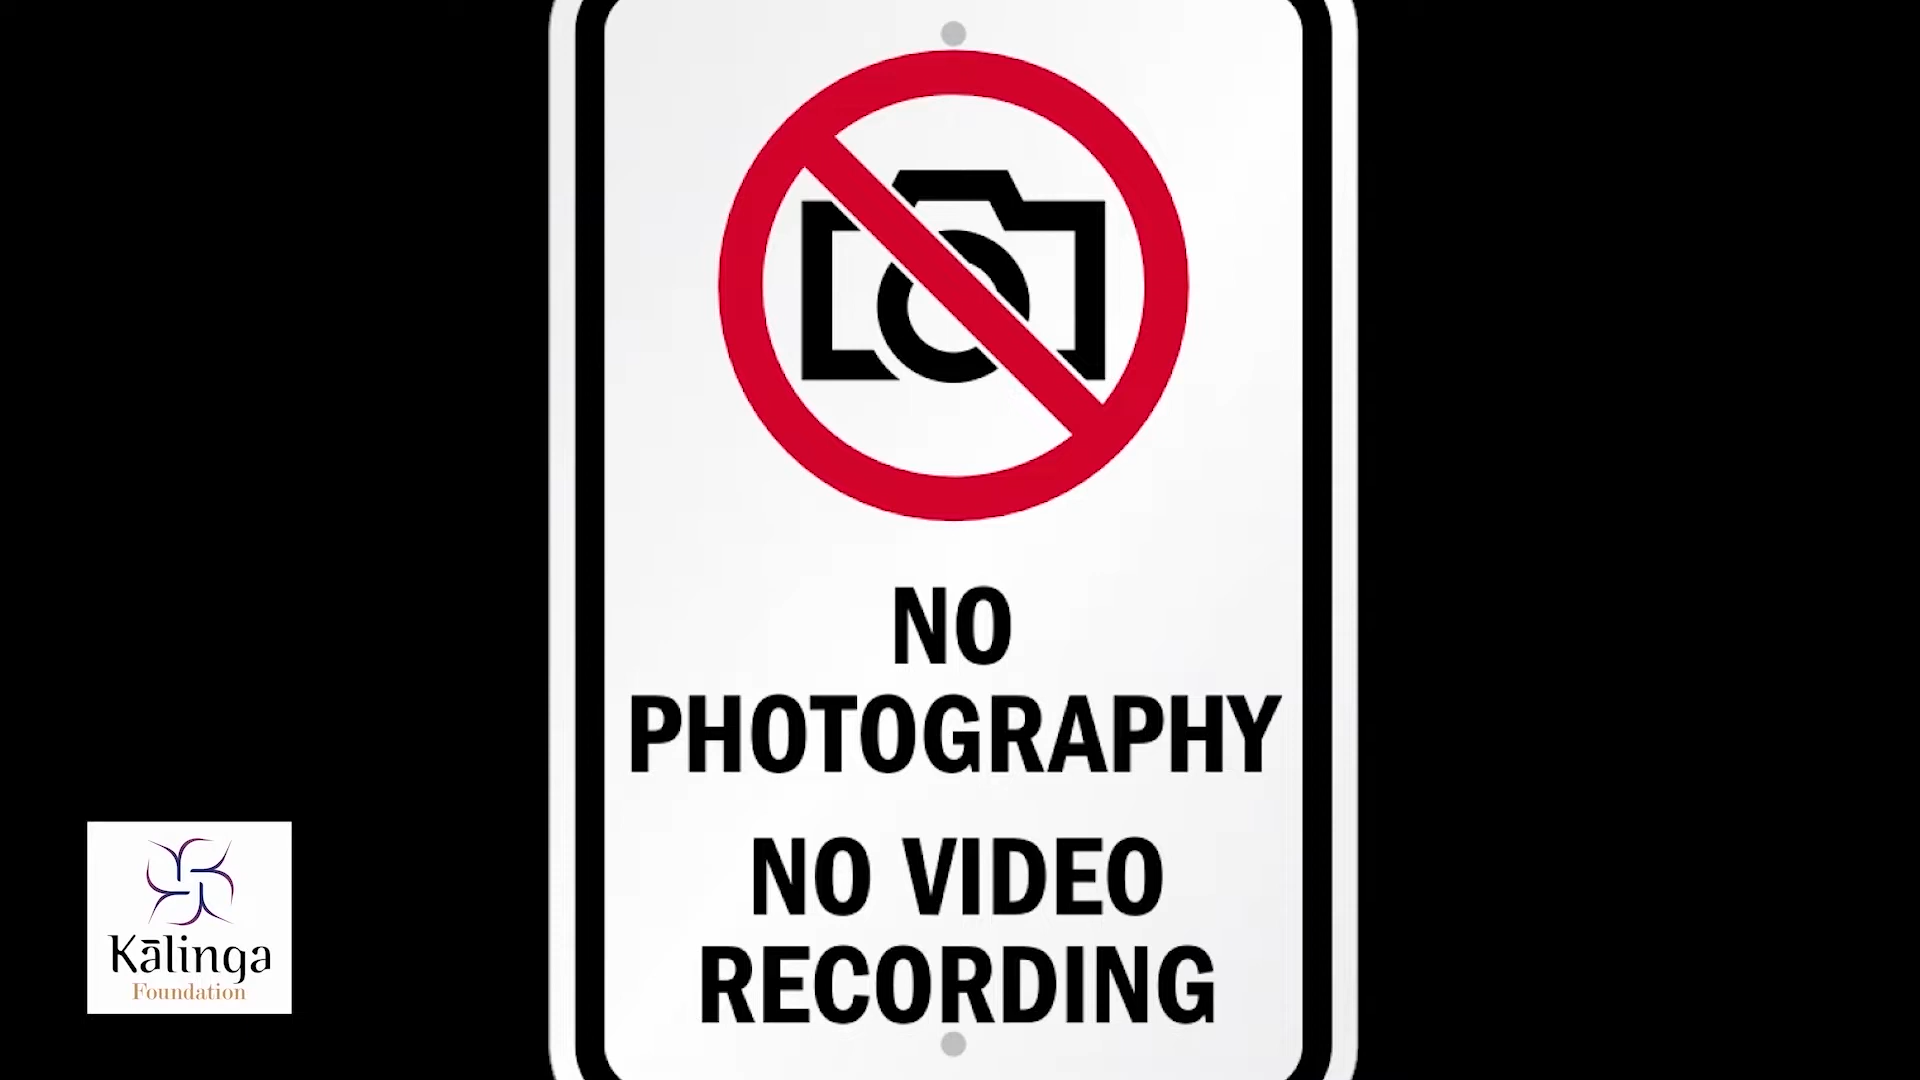 NO
PHOTOGRAPHY
NO VIDEO
RECORDING
Kālinga
Foundation